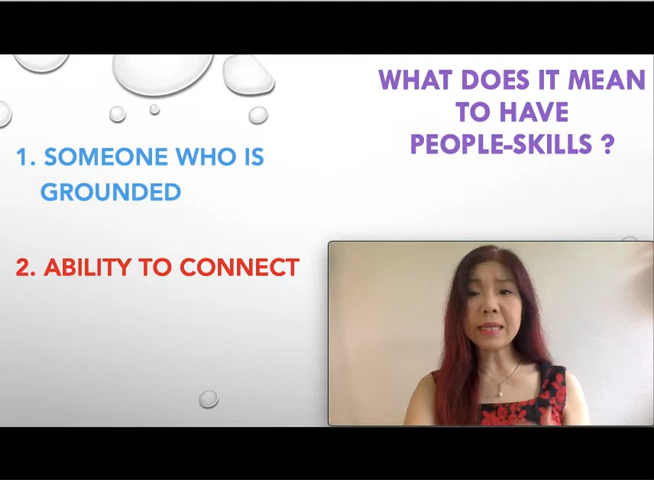 WHAT DOES IT MEAN
TO HAVE
PEOPLE-SKILLS ?
1. SOMEONE WHO IS
GROUNDED
2. ABILITY TO CONNECT